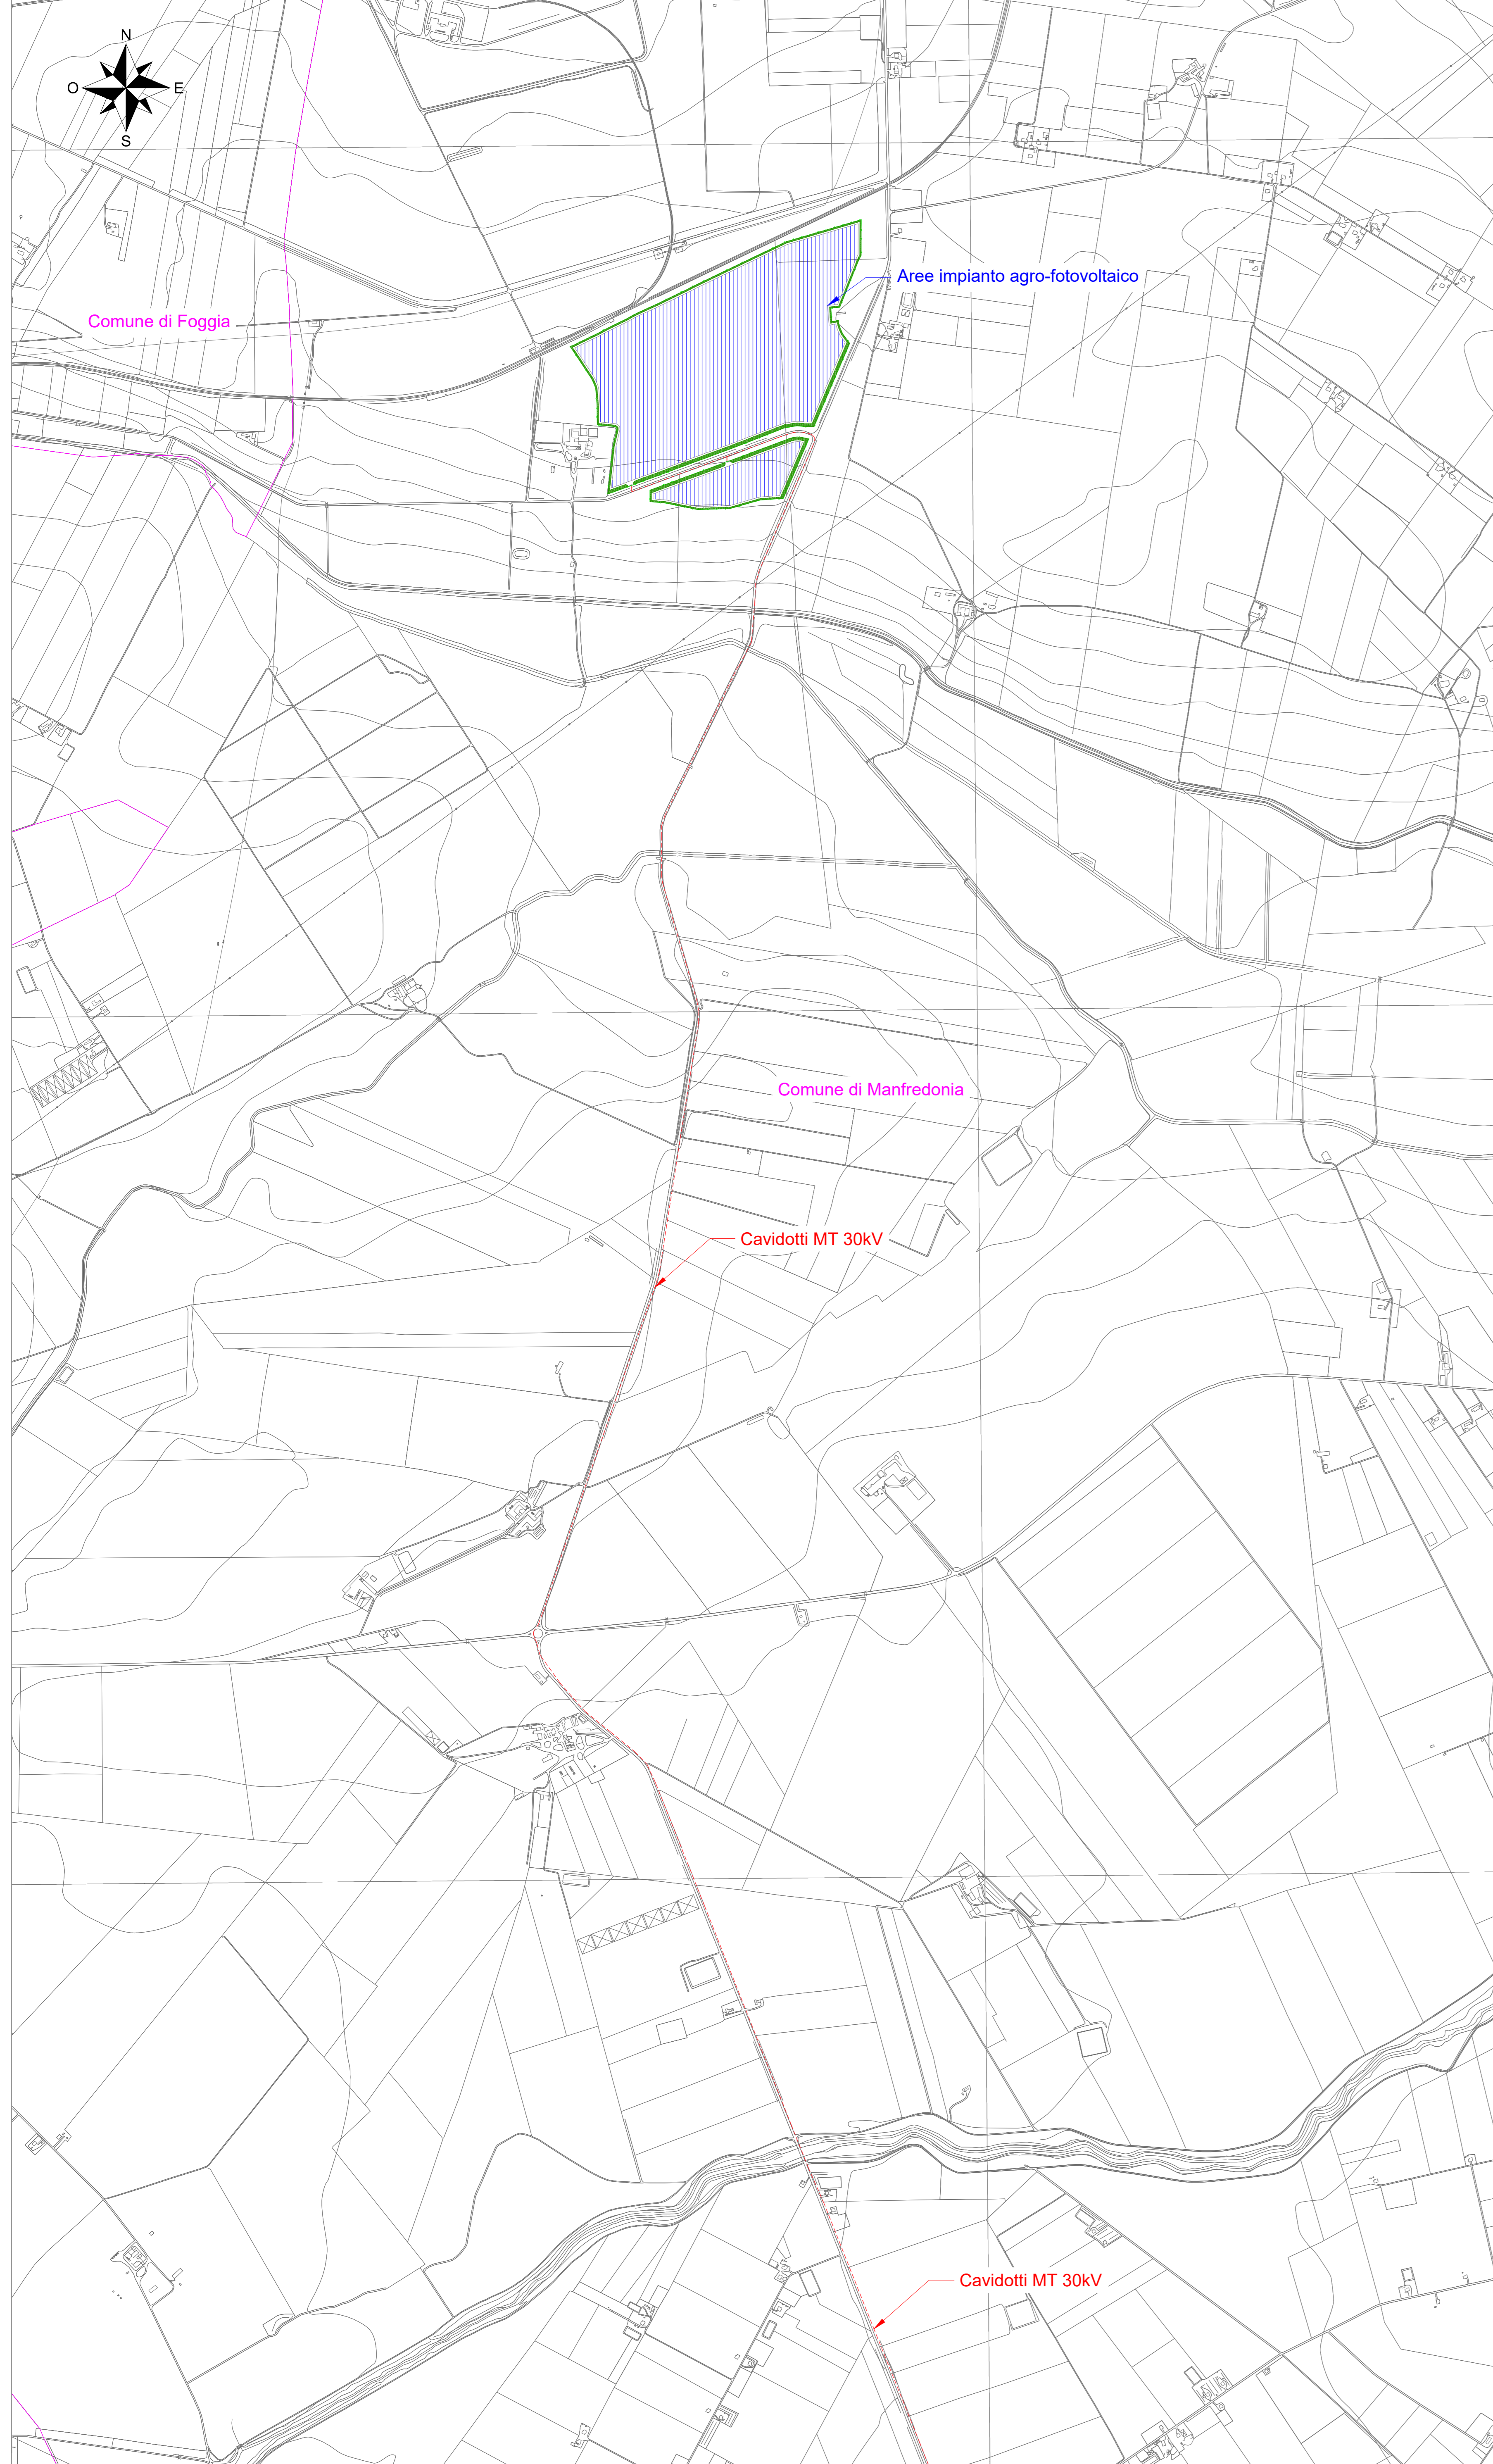 N
O
E
S
Aree impianto agro-fotovoltaico
Comune di Foggia
Comune di Manfredonia
Cavidotti MT 30kV
Cavidotti MT 30kV